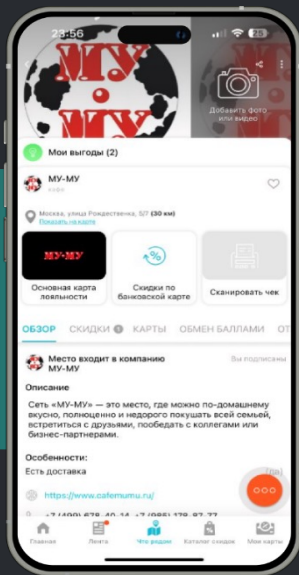 23:56
МУ-
МУ
Добавить фото
или видео
Мои выгоды (2)
МУ-МУ
кафе
Москва, улица Рождественка, 5/7 (30 км)
Показать на карте
МУ-МУ
Основная карта
лояльности
Скидки по
банковской карте
Сканировать чек
ОБЗОР СКИДКИ КАРТЫ ОБМЕН БАЛЛАМИ ОТ
Место входит в компанию
МУ-МУ
Вы подписаны
Описание
Сеть «МУ-МУ» — это место, где можно по-домашнему
вкусно, полноценно и недорого покушать всей семьей,
встретиться с друзьями, пообедать с коллегами или
бизнес-партнерами.
Особенности:
Есть доставка
https://www.cafemumu.ru/
Главная Лента Что рядом Каталог скидок Мои карты